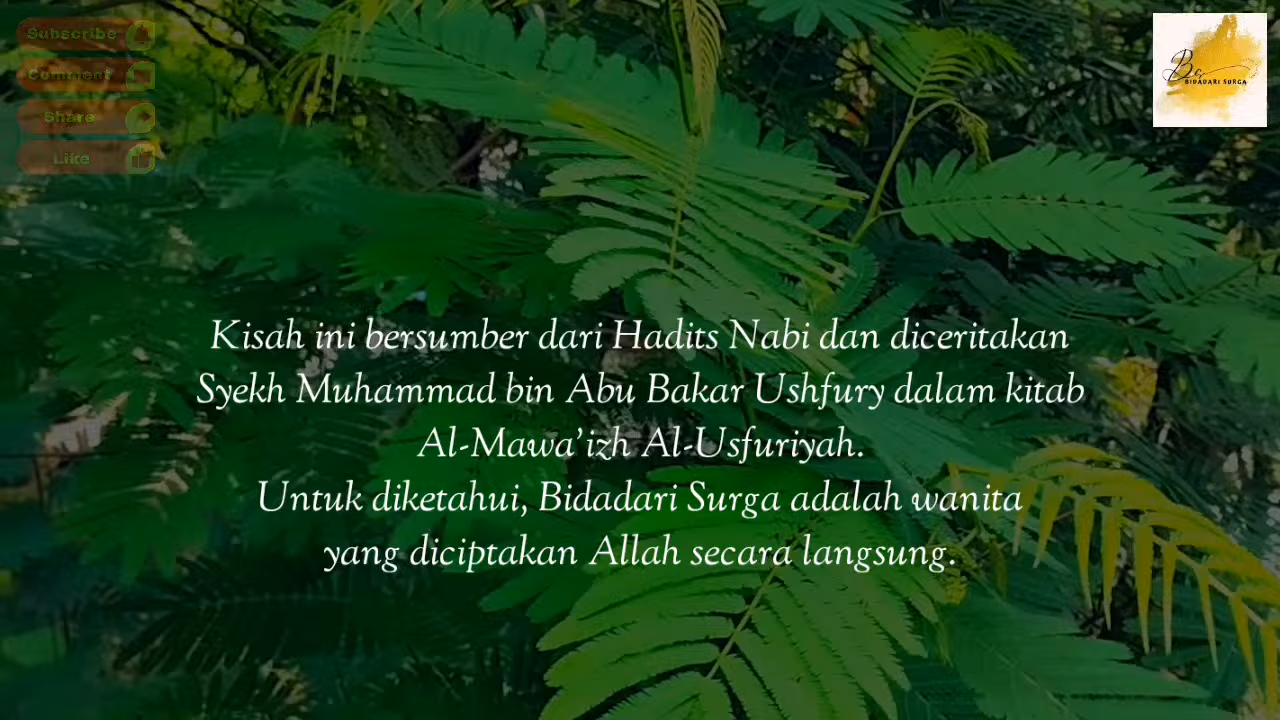 Subscribe
Comment
Share
Like
Be
BIDADARI SURGA
Kisah ini bersumber dari Hadits Nabi dan diceritakan
Syekh Muhammad bin Abu Bakar Ushfury dalam kitab
Al-Mawa'izh Al-Usfuriyah.
Untuk diketahui, Bidadari Surga adalah wanita
yang diciptakan Allah secara langsung.